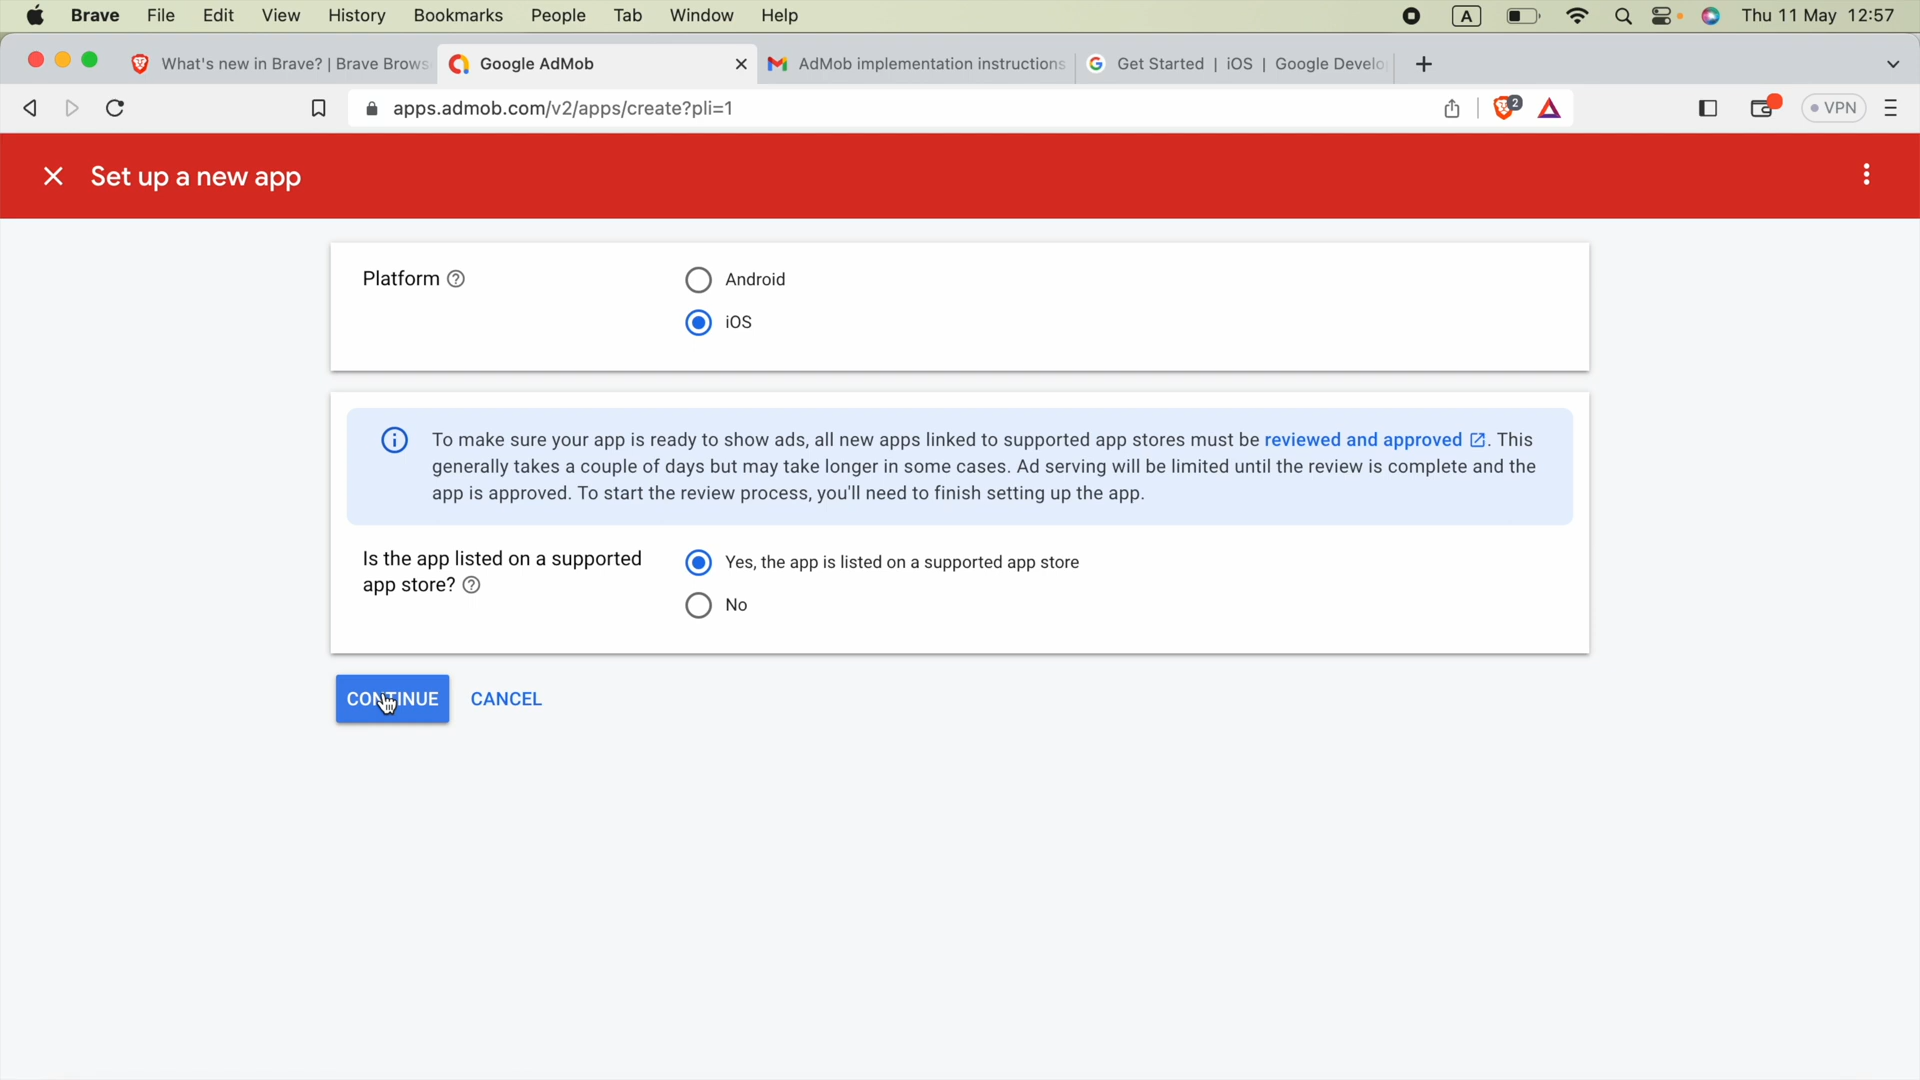 Brave File Edit View History Bookmarks People Tab Window Help A Thu 11 May 12:57
What's new in Brave? | Brave Brows Google AdMob AdMob implementation instructions Get Started | iOS | Google Develo
apps.admob.com/v2/apps/create?pli=1 2 VPN
Set up a new app
Platform
Android
iOS
To make sure your app is ready to show ads, all new apps linked to supported app stores must be reviewed and approved. This
generally takes a couple of days but may take longer in some cases. Ad serving will be limited until the review is complete and the
app is approved. To start the review process, you'll need to finish setting up the app.
Is the app listed on a supported
app store?
Yes, the app is listed on a supported app store
No
CONTINUE CANCEL